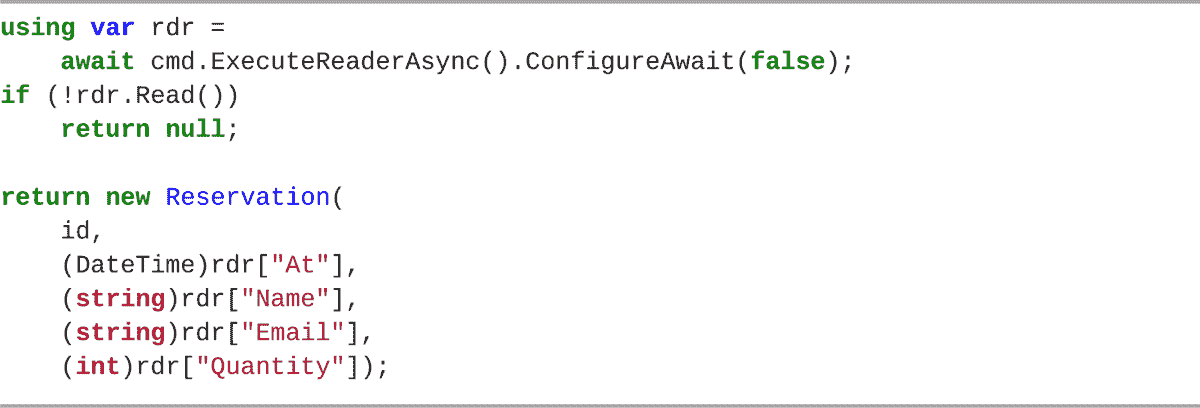 using var rdr =
    await cmd.ExecuteReaderAsync().ConfigureAwait(false);
if (!rdr.Read())
    return null;

return new Reservation(
    id,
    (DateTime)rdr["At"],
    (string)rdr["Name"],
    (string)rdr["Email"],
    (int)rdr["Quantity"]);